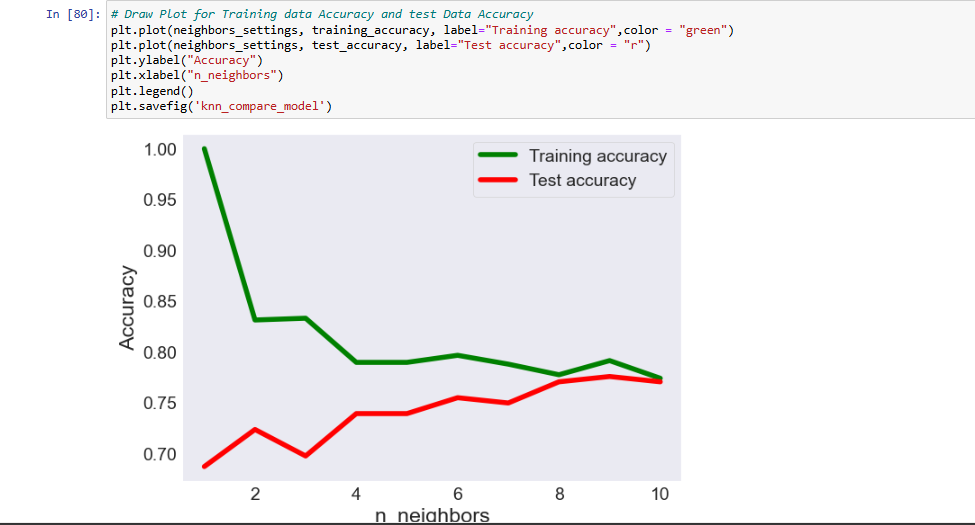 In [80]: # Draw Plot for Training data Accuracy and test Data Accuracy
plt.plot(neighbors_settings, training_accuracy, label="Training accuracy",color = "green")
plt.plot(neighbors_settings, test_accuracy, label="Test accuracy",color = "r")
plt.ylabel("Accuracy")
plt.xlabel("n_neighbors")
plt.legend()
plt.savefig('knn_compare_model')
Training accuracy
Test accuracy
1.00
0.95
0.90
0.85
0.80
0.75
0.70
Accuracy
2 4 6 8 10
n_neighbors